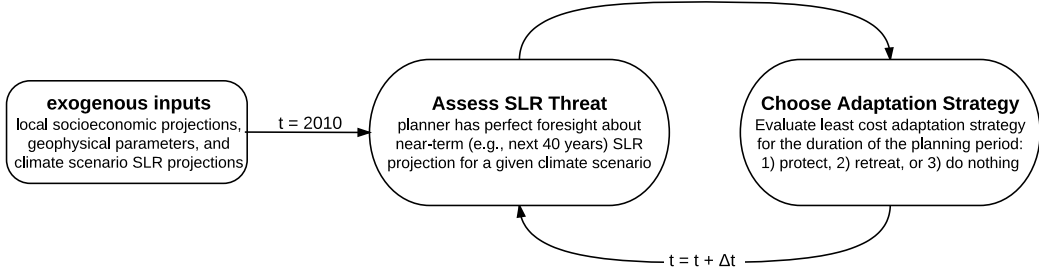 exogenous inputs
local socioeconomic projections,
geophysical parameters, and
climate scenario SLR projections
t = 2010
Assess SLR Threat
planner has perfect foresight about
near-term (e.g., next 40 years) SLR
projection for a given climate scenario
Choose Adaptation Strategy
Evaluate least cost adaptation strategy
for the duration of the planning period:
1) protect, 2) retreat, or 3) do nothing
t = t + Δt